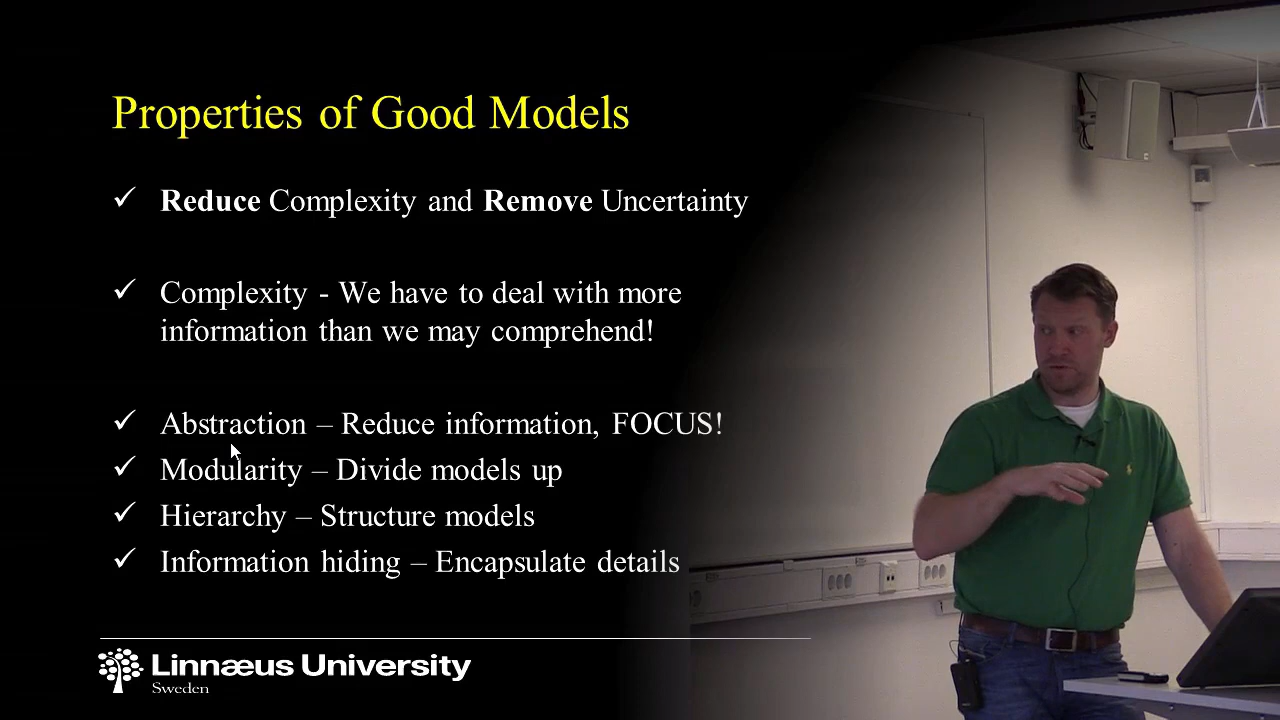 Properties of Good Models
✓ Reduce Complexity and Remove Uncertainty
✓ Complexity - We have to deal with more
information than we may comprehend!
✓ Abstraction – Reduce information, FOCUS!
✓ Modularity – Divide models up
✓ Hierarchy – Structure models
✓ Information hiding – Encapsulate details
Linnæus University
Sweden